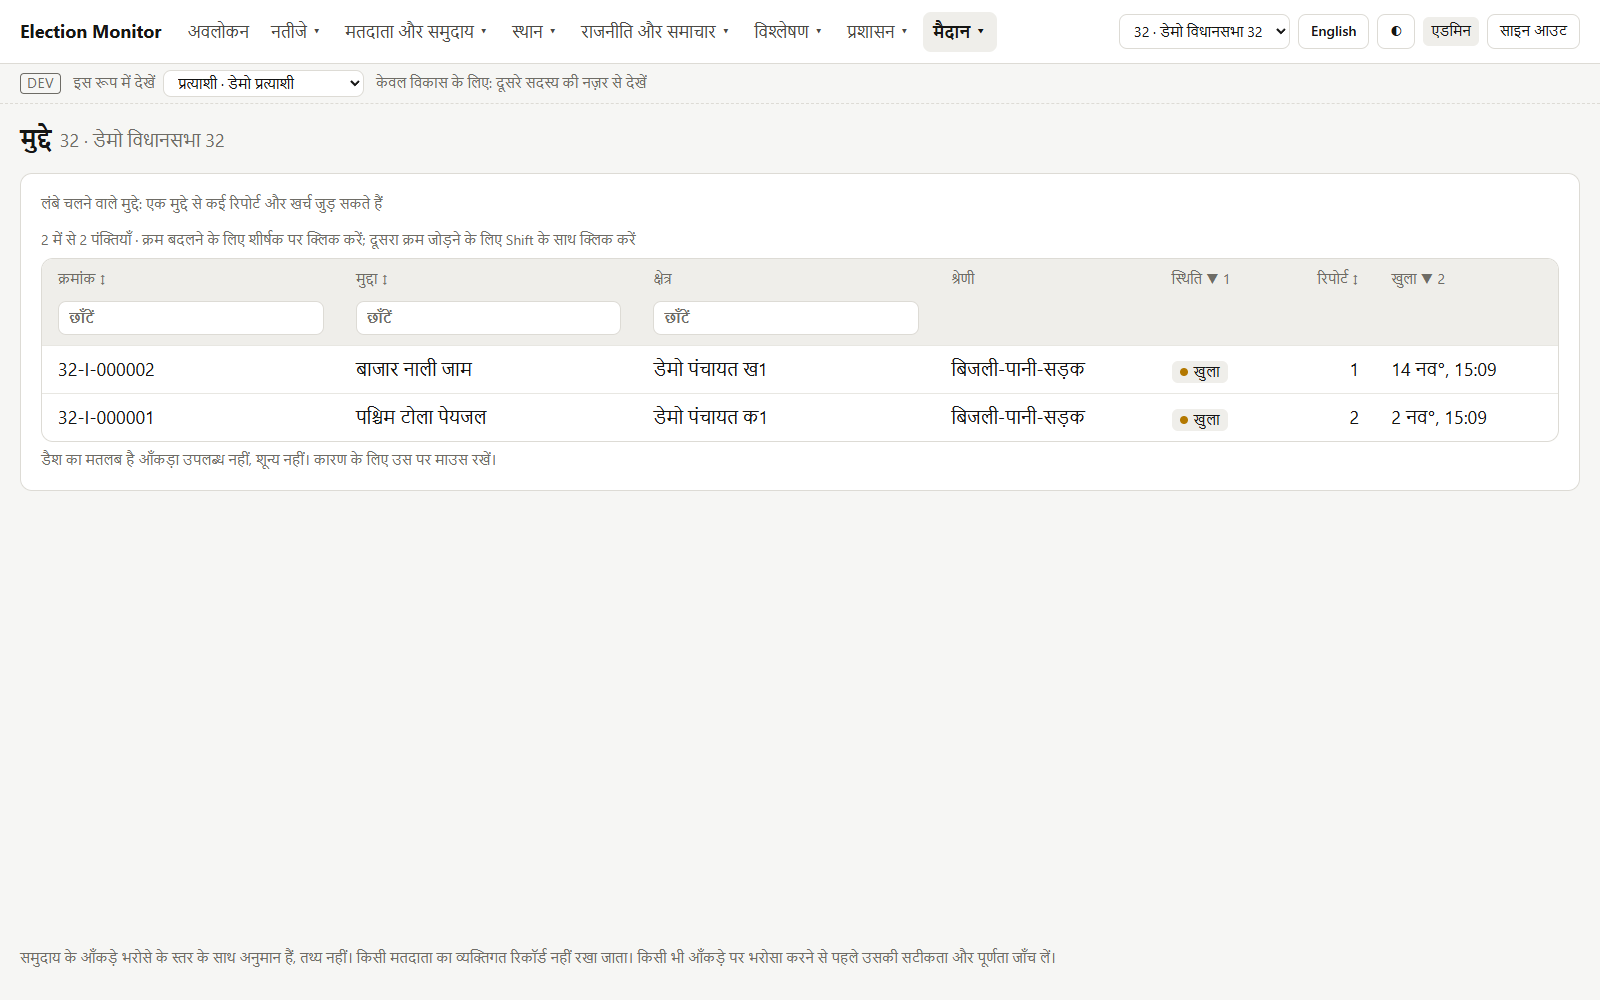 Election Monitor अवलोकन नतीजे ▾ मतदाता और समुदाय ▾ स्थान ▾ राजनीति और समाचार ▾ विश्लेषण ▾ प्रशासन ▾ मैदान ▾ 32 · डेमो विधानसभा 32 English एडमिन साइन आउट
DEV इस रूप में देखें प्रत्याशी · डेमो प्रत्याशी केवल विकास के लिए: दूसरे सदस्य की नज़र से देखें
मुद्दे 32 · डेमो विधानसभा 32
लंबे चलने वाले मुद्दे: एक मुद्दे से कई रिपोर्ट और खर्च जुड़ सकते हैं
2 में से 2 पंक्तियाँ · क्रम बदलने के लिए शीर्षक पर क्लिक करें; दूसरा क्रम जोड़ने के लिए Shift के साथ क्लिक करें
क्रमांक ↕ मुद्दा ↕ क्षेत्र श्रेणी स्थिति ▼ 1 रिपोर्ट ↕ खुला ▼ 2
छाँटें छाँटें छाँटें
32-I-000002 बाजार नाली जाम डेमो पंचायत ख1 बिजली-पानी-सड़क खुला 1 14 नव॰, 15:09
32-I-000001 पश्चिम टोला पेयजल डेमो पंचायत क1 बिजली-पानी-सड़क खुला 2 2 नव॰, 15:09
डैश का मतलब है आँकड़ा उपलब्ध नहीं, शून्य नहीं। कारण के लिए उस पर माउस रखें।
समुदाय के आँकड़े भरोसे के स्तर के साथ अनुमान हैं, तथ्य नहीं। किसी मतदाता का व्यक्तिगत रिकॉर्ड नहीं रखा जाता। किसी भी आँकड़े पर भरोसा करने से पहले उसकी सटीकता और पूर्णता जाँच लें।